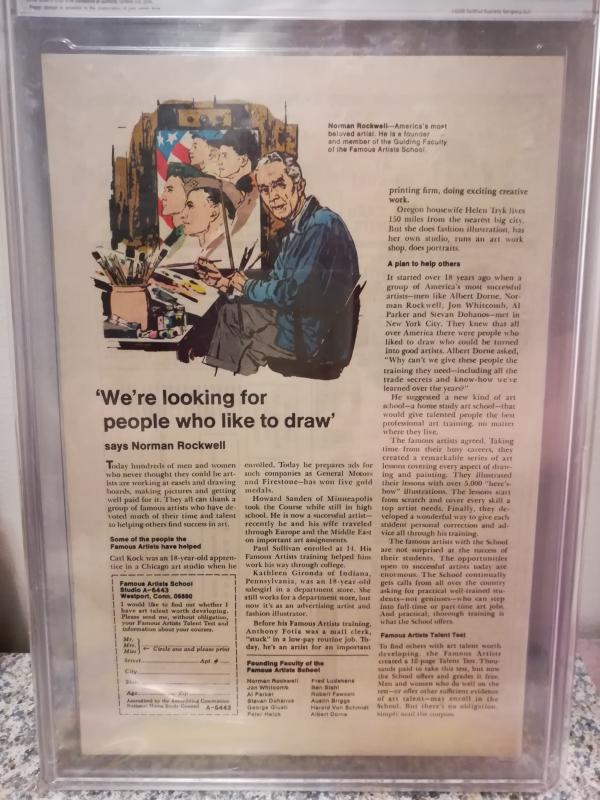 Norman Rockwell—America's most
beloved artist. He is a founder
and member of the Guiding Faculty
of the Famous Artists School.
'We're looking for
people who like to draw'
says Norman Rockwell
Today hundreds of men and women
who never thought they could be art-
ists are working at easels and drawing
boards, making pictures and getting
well paid for it. They all can thank a
group of famous artists who have de-
voted much of their time and talent
to helping others find success in art.
Some of the people the
Famous Artists have helped
Carl Kock was an 18-year-old appren-
tice in a Chicago art studio when he
Famous Artists School
Studio A-6443
Westport, Conn. 06880
I would like to find out whether I
have art talent worth developing.
Please send me, without obligation,
your Famous Artists Talent Test and
information about your courses.
Mr.
Mrs.
Miss
Circle one and please print
Street
Apt. #
City
State
Age
Zip
Accredited by the Accrediting Commission
National Home Study Council
A-6443
enrolled. Today he prepares ads for
such companies as General Motors
and Firestone—has won five gold
medals.
Howard Sanden of Minneapolis
took the Course while still in high
school. He is now a successful artist—
recently he and his wife traveled
through Europe and the Middle East
on important art assignments.
Paul Sullivan enrolled at 14. His
Famous Artists training helped him
work his way through college.
Kathleen Gironda of Indiana,
Pennsylvania, was an 18-year-old
salesgirl in a department store. She
still works for a department store, but
now it's as an advertising artist and
fashion illustrator.
Before his Famous Artists training,
Anthony Fotia was a mail clerk,
"stuck" in a low-pay routine job. To-
day, he's an artist for an important
Founding Faculty of the
Famous Artists School
Norman Rockwell
Jon Whitcomb
Al Parker
Stevan Dohanos
George Giusti
Peter Helck
Fred Ludekens
Ben Stahl
Robert Fawcett
Austin Briggs
Harold Von Schmidt
Albert Dorne
printing firm, doing exciting creative
work.
Oregon housewife Helen Tryk lives
150 miles from the nearest big city.
But she does fashion illustration, has
her own studio, runs an art work
shop, does portraits.
A plan to help others
It started over 18 years ago when a
group of America's most successful
artists—men like Albert Dorne, Nor-
man Rockwell, Jon Whitcomb, Al
Parker and Stevan Dohanos—met in
New York City. They knew that all
over America there were people who
liked to draw who could be turned
into good artists. Albert Dorne asked,
"Why can't we give these people the
training they need—including all the
trade secrets and know-how we've
learned over the years?"
He suggested a new kind of art
school—a home study art school—that
would give talented people the best
professional art training, no matter
where they live.
The famous artists agreed. Taking
time from their busy careers, they
created a remarkable series of art
lessons covering every aspect of draw-
ing and painting. They illustrated
their lessons with over 5,000 "here's-
how" illustrations. The lessons start
from scratch and cover every skill a
top artist needs. Finally, they de-
veloped a wonderful way to give each
student personal correction and ad-
vice all through his training.
The famous artists with the School
are not surprised at the success of
their students. The opportunities
open to successful artists today are
enormous. The School continually
gets calls from all over the country
asking for practical well-trained stu-
dents—not geniuses—who can step
into full-time or part-time art jobs.
And practical, thorough training is
what the School offers.
Famous Artists Talent Test
To find others with art talent worth
developing, the Famous Artists
created a 12-page Talent Test. Thou-
sands paid to take this test, but now
the School offers and grades it free.
Men and women who do well on the
test—or offer other sufficient evidence
of art talent—may enroll in the
School. But there's no obligation.
Simply mail the coupon.